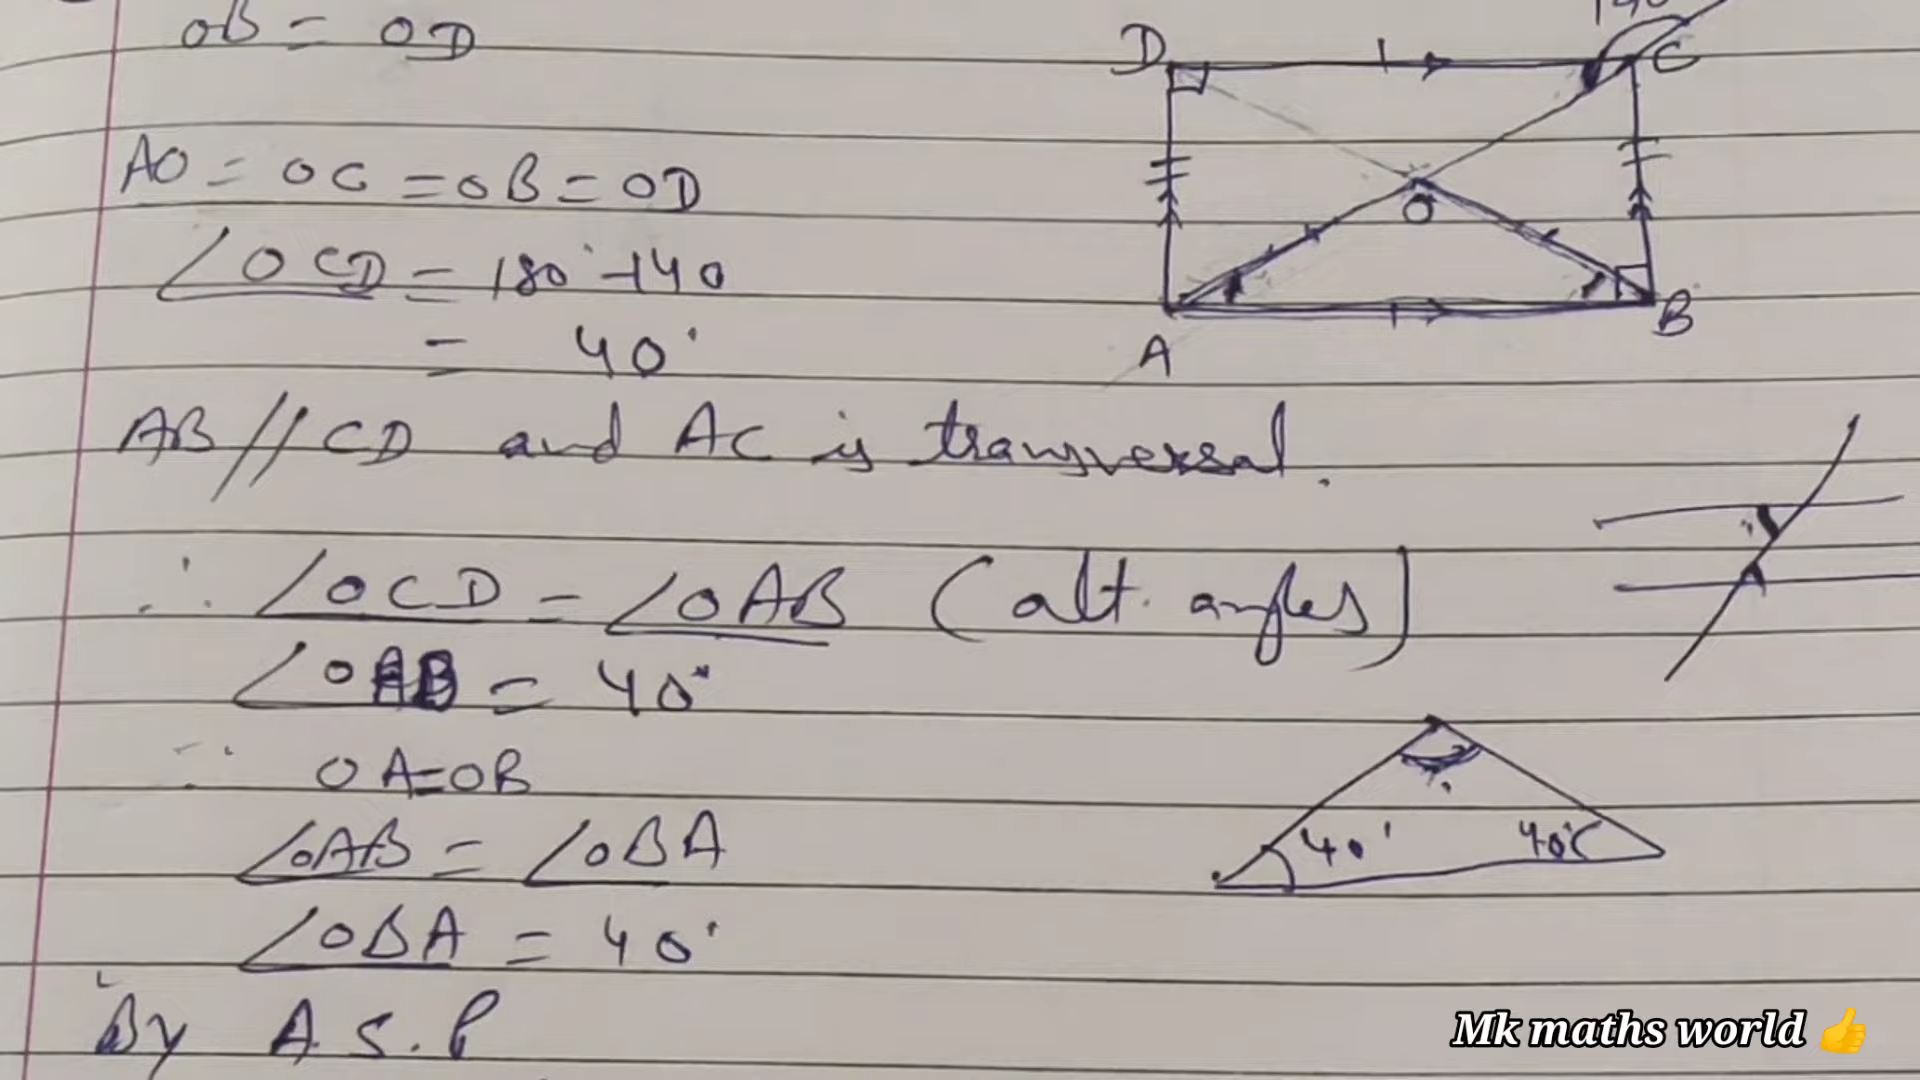 OB = OD
AO = OC = OB = OD
∠OCD = 180° - 140
= 40°
AB // CD and AC is transversal.
∴ ∠OCD = ∠OAB (alt. angles)
∠OAB = 40°
∵ OA = OB
∠OAB = ∠OBA
∠OBA = 40°
By A.S.P
D
C
O
A
B
40°
40°
Mk maths world 👍